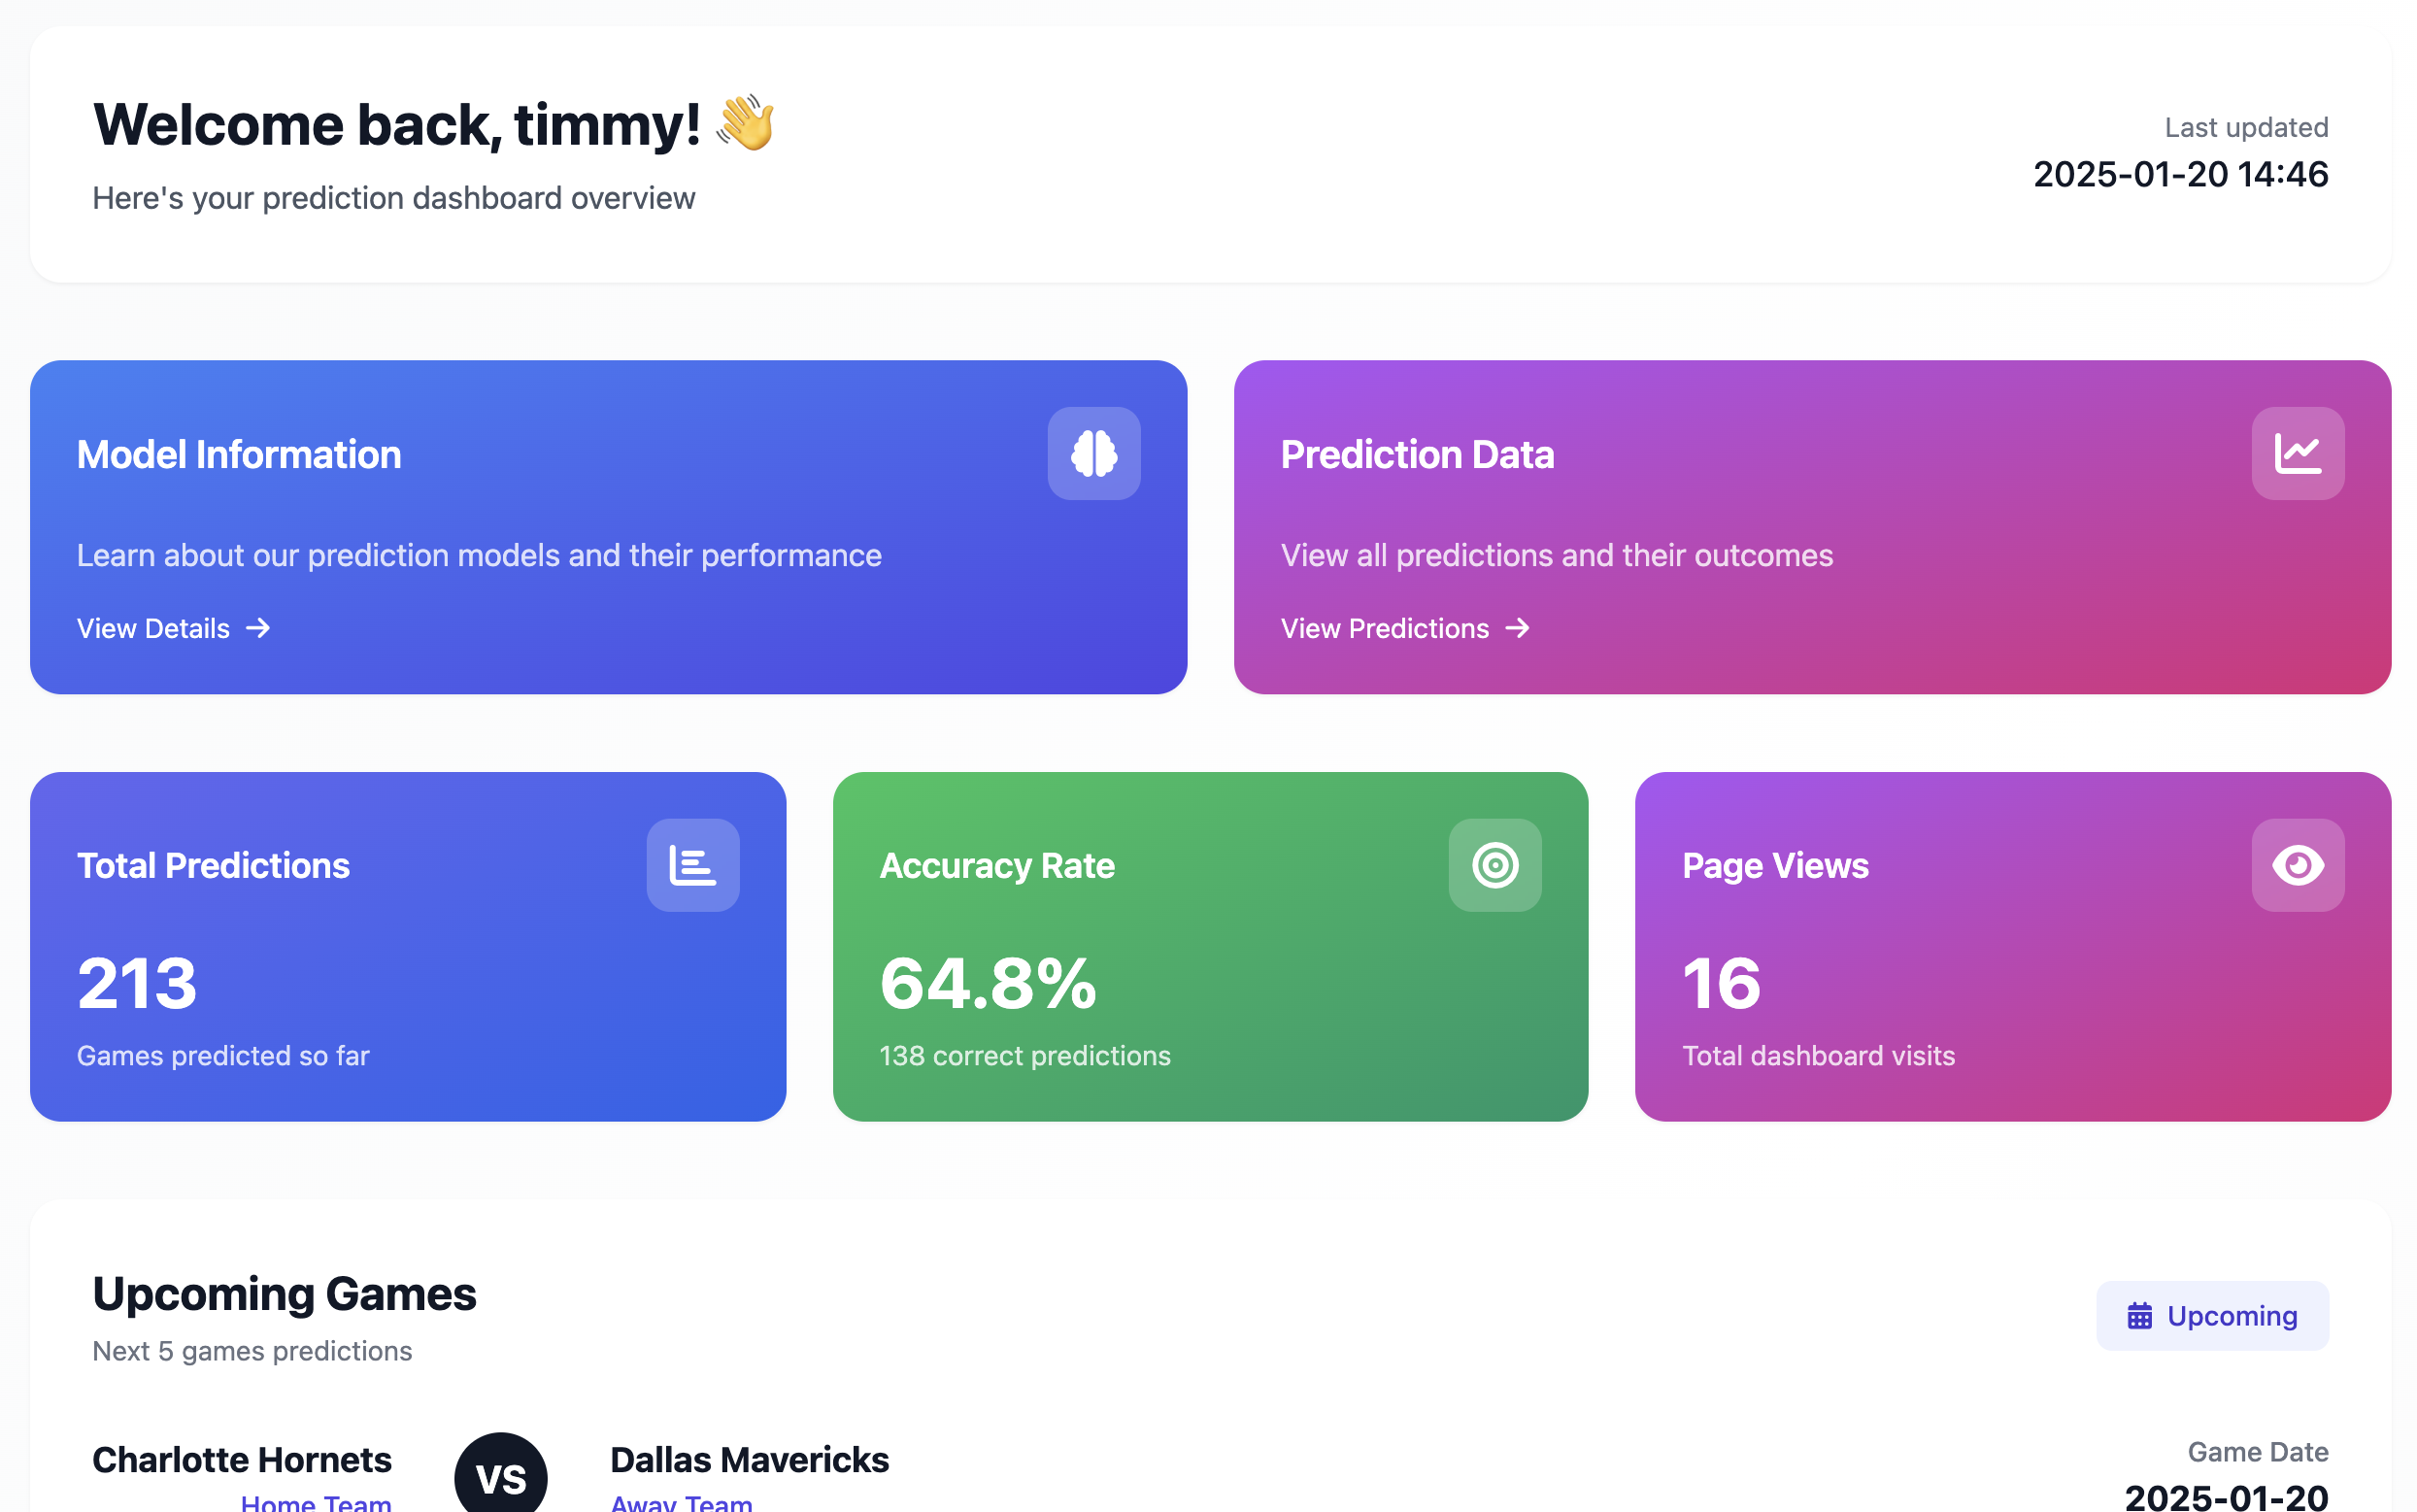 Welcome back, timmy! 👋
Here's your prediction dashboard overview
Last updated
2025-01-20 14:46
Model Information
Learn about our prediction models and their performance
View Details →
Prediction Data
View all predictions and their outcomes
View Predictions →
Total Predictions
213
Games predicted so far
Accuracy Rate
64.8%
138 correct predictions
Page Views
16
Total dashboard visits
Upcoming Games
Next 5 games predictions
Upcoming
Charlotte Hornets
Home Team
VS
Dallas Mavericks
Away Team
Game Date
2025-01-20